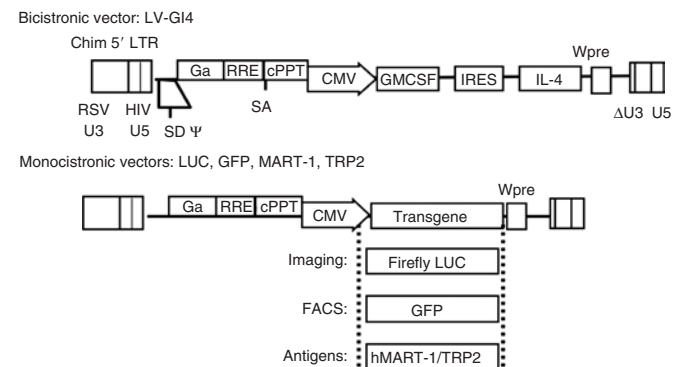 Bicistronic vector: LV-GI4
Chim 5′ LTR
Wpre
Ga RRE cPPT CMV GMCSF IRES IL-4
RSV HIV SA ΔU3 U5
U3 U5 SD Ψ
Monocistronic vectors: LUC, GFP, MART-1, TRP2
Wpre
Ga RRE cPPT CMV Transgene
Imaging: Firefly LUC
FACS: GFP
Antigens: hMART-1/TRP2